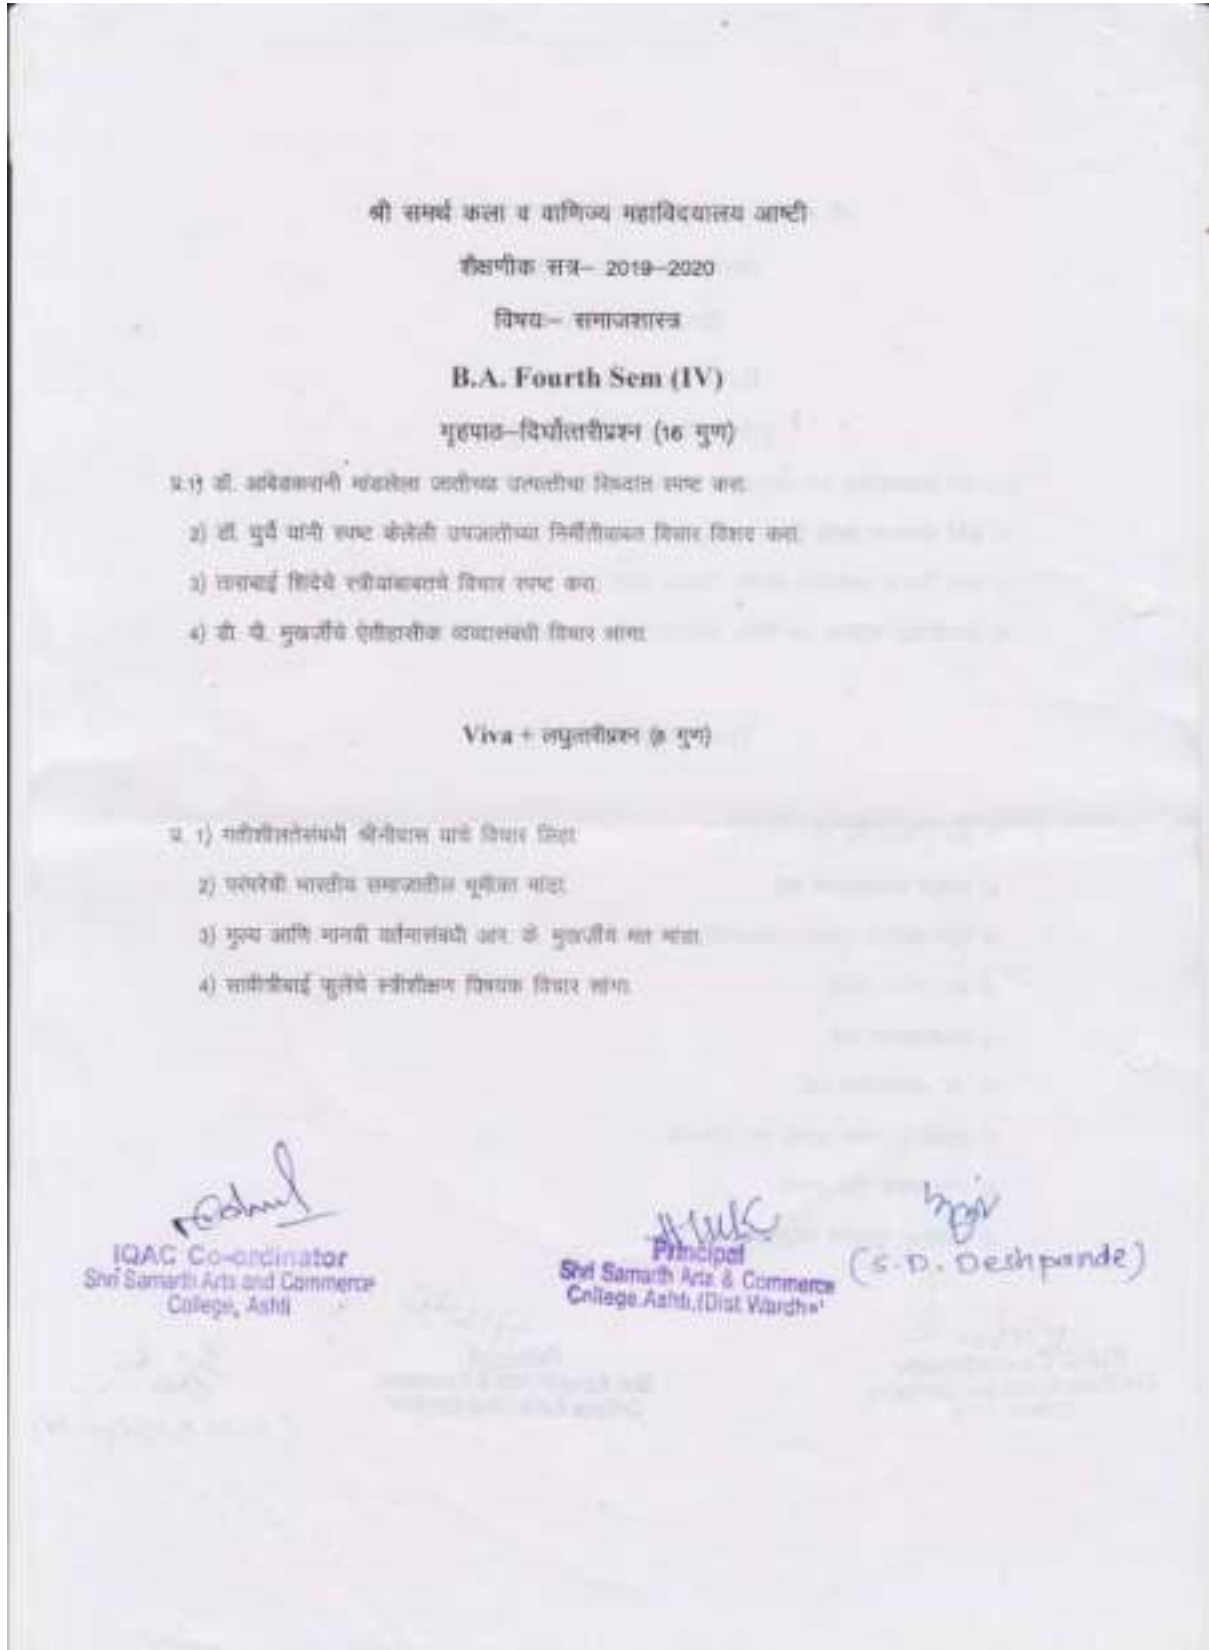 श्री समर्थ कला व वाणिज्य महाविदयालय आष्टी
शैक्षणीक सत्र– 2019–2020
विषयः– समाजशास्त्र
B.A. Fourth Sem (IV)
गृहपाठ–दिर्घोत्तरीप्रश्न (16 गुण)
प्र.1) डॉ. आंबेडकरांनी मांडलेला जातीच्या उत्पत्तीचा सिध्दांत स्पष्ट करा.
2) डॉ. घुर्ये यांनी स्पष्ट केलेली उपजातीच्या निर्मीतीबाबत विचार विशद करा.
3) ताराबाई शिंदेचे स्त्रीयांबाबतचे विचार स्पष्ट करा.
4) डी. पी. मुखर्जीचे ऐतीहासीक विचार सांगा.
Viva + लघुत्तरीप्रश्न (8 गुण)
प्र. 1) गतीशीलतेसंबधी श्रीनीवास यांचे विचार लिहा.
2) परंपरेची भारतीय समाजातील भूमीका मांडा.
3) मुल्य आणि मानवी वर्तनासंबधी आर. के. मुखर्जीचे मत मांडा.
4) सावीत्रीबाई फुलेंचे स्त्रीशीक्षण विषयक विचार सांगा.
IQAC Co-ordinator
Shri Samarth Arts and Commerce
College, Ashti
Principal
Shri Samarth Arts & Commerce
College.Ashti.(Dist Wardha)
(S.D. Deshpande)